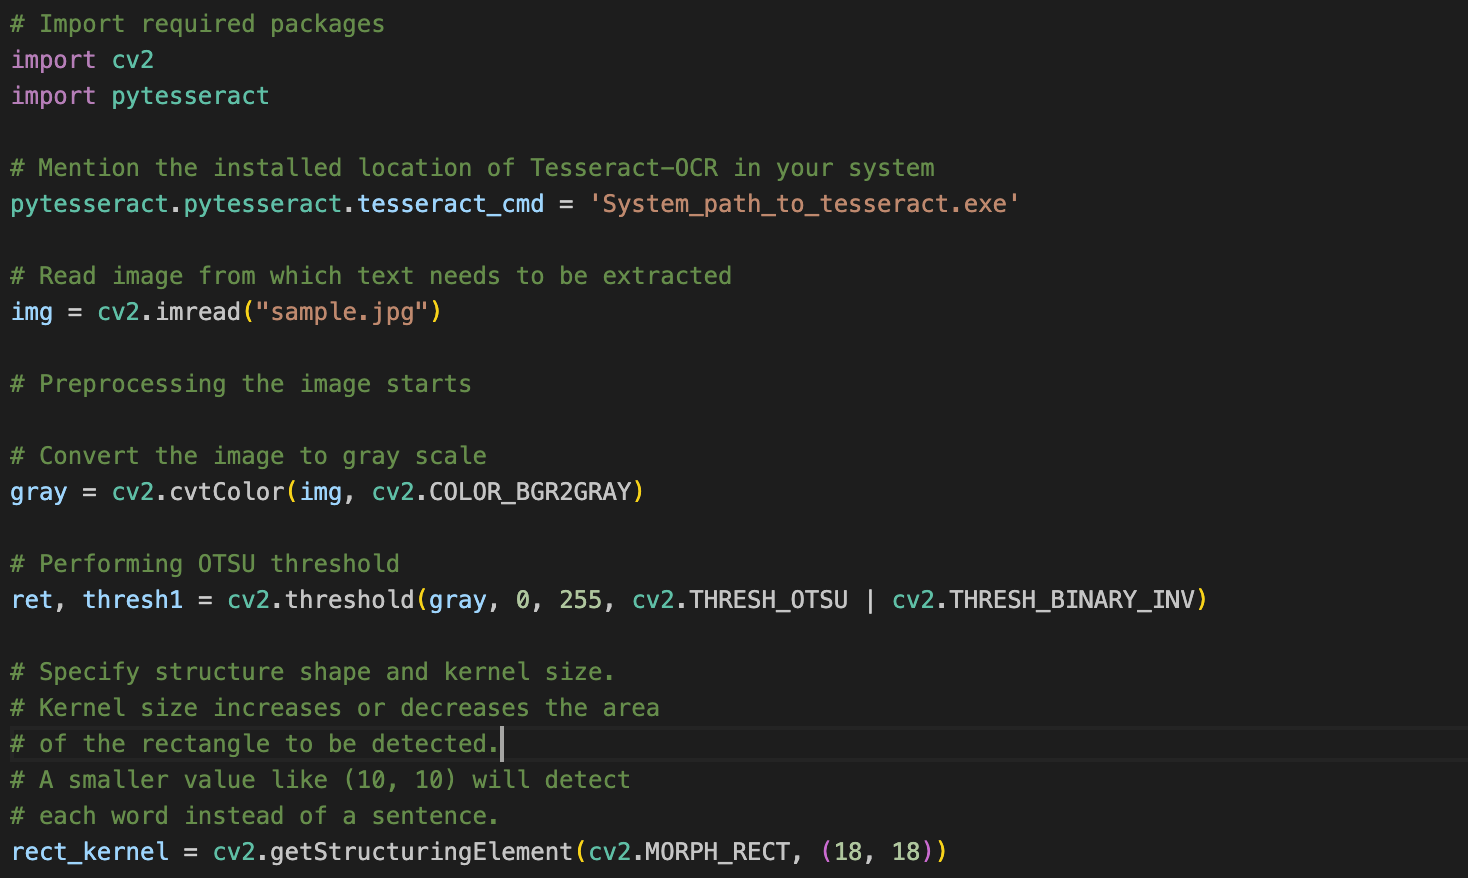 # Import required packages
import cv2
import pytesseract
# Mention the installed location of Tesseract-OCR in your system
pytesseract.pytesseract.tesseract_cmd = 'System_path_to_tesseract.exe'
# Read image from which text needs to be extracted
img = cv2.imread("sample.jpg")
# Preprocessing the image starts
# Convert the image to gray scale
gray = cv2.cvtColor(img, cv2.COLOR_BGR2GRAY)
# Performing OTSU threshold
ret, thresh1 = cv2.threshold(gray, 0, 255, cv2.THRESH_OTSU | cv2.THRESH_BINARY_INV)
# Specify structure shape and kernel size.
# Kernel size increases or decreases the area
# of the rectangle to be detected.
# A smaller value like (10, 10) will detect
# each word instead of a sentence.
rect_kernel = cv2.getStructuringElement(cv2.MORPH_RECT, (18, 18))